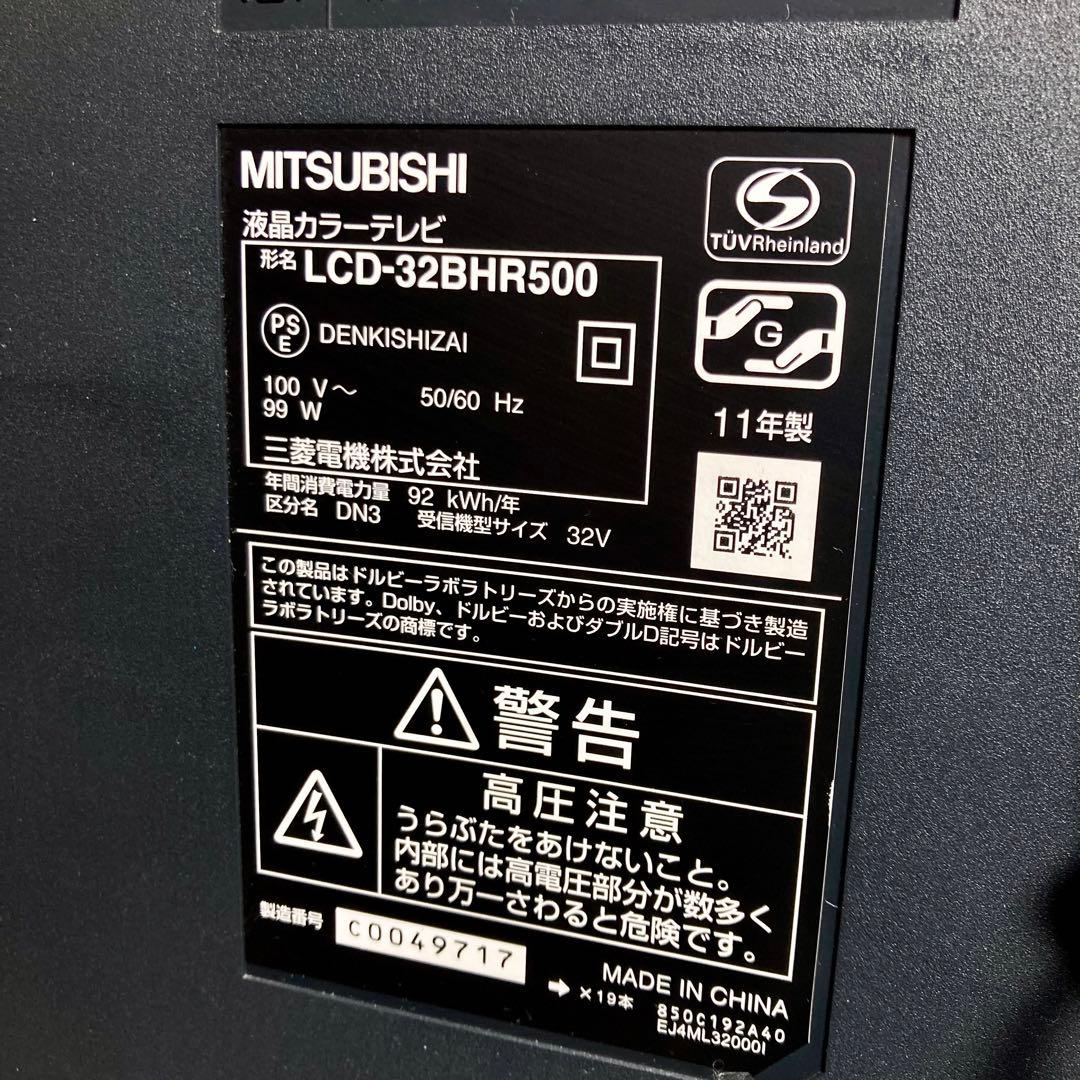 MITSUBISHI
液晶カラーテレビ
形名 LCD-32BHR500
PS
E
DENKISHIZAI
100 V～ 50/60 Hz
99 W
三菱電機株式会社
年間消費電力量 92 kWh/年
区分名 DN3 受信機型サイズ 32V
TÜVRheinland
G
11年製
この製品はドルビーラボラトリーズからの実施権に基づき製造
されています。Dolby、ドルビーおよびダブルD記号はドルビー
ラボラトリーズの商標です。
警告
高圧注意
うらぶたをあけないこと。
内部には高電圧部分が数多く
あり万一さわると危険です。
製造番号 C0049717
MADE IN CHINA
➡ ×19本
850C192A40
EJ4ML32000I